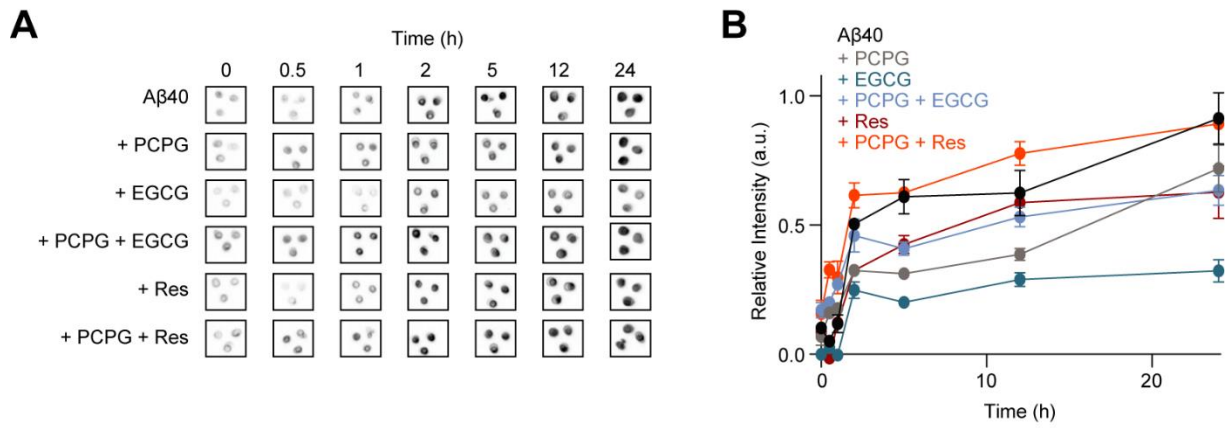 A
Time (h)
0 0.5 1 2 5 12 24
Aβ40
+ PCPG
+ EGCG
+ PCPG + EGCG
+ Res
+ PCPG + Res
B
Aβ40
+ PCPG
+ EGCG
+ PCPG + EGCG
+ Res
+ PCPG + Res
Relative Intensity (a.u.)
1.0
0.5
0.0
0 10 20
Time (h)